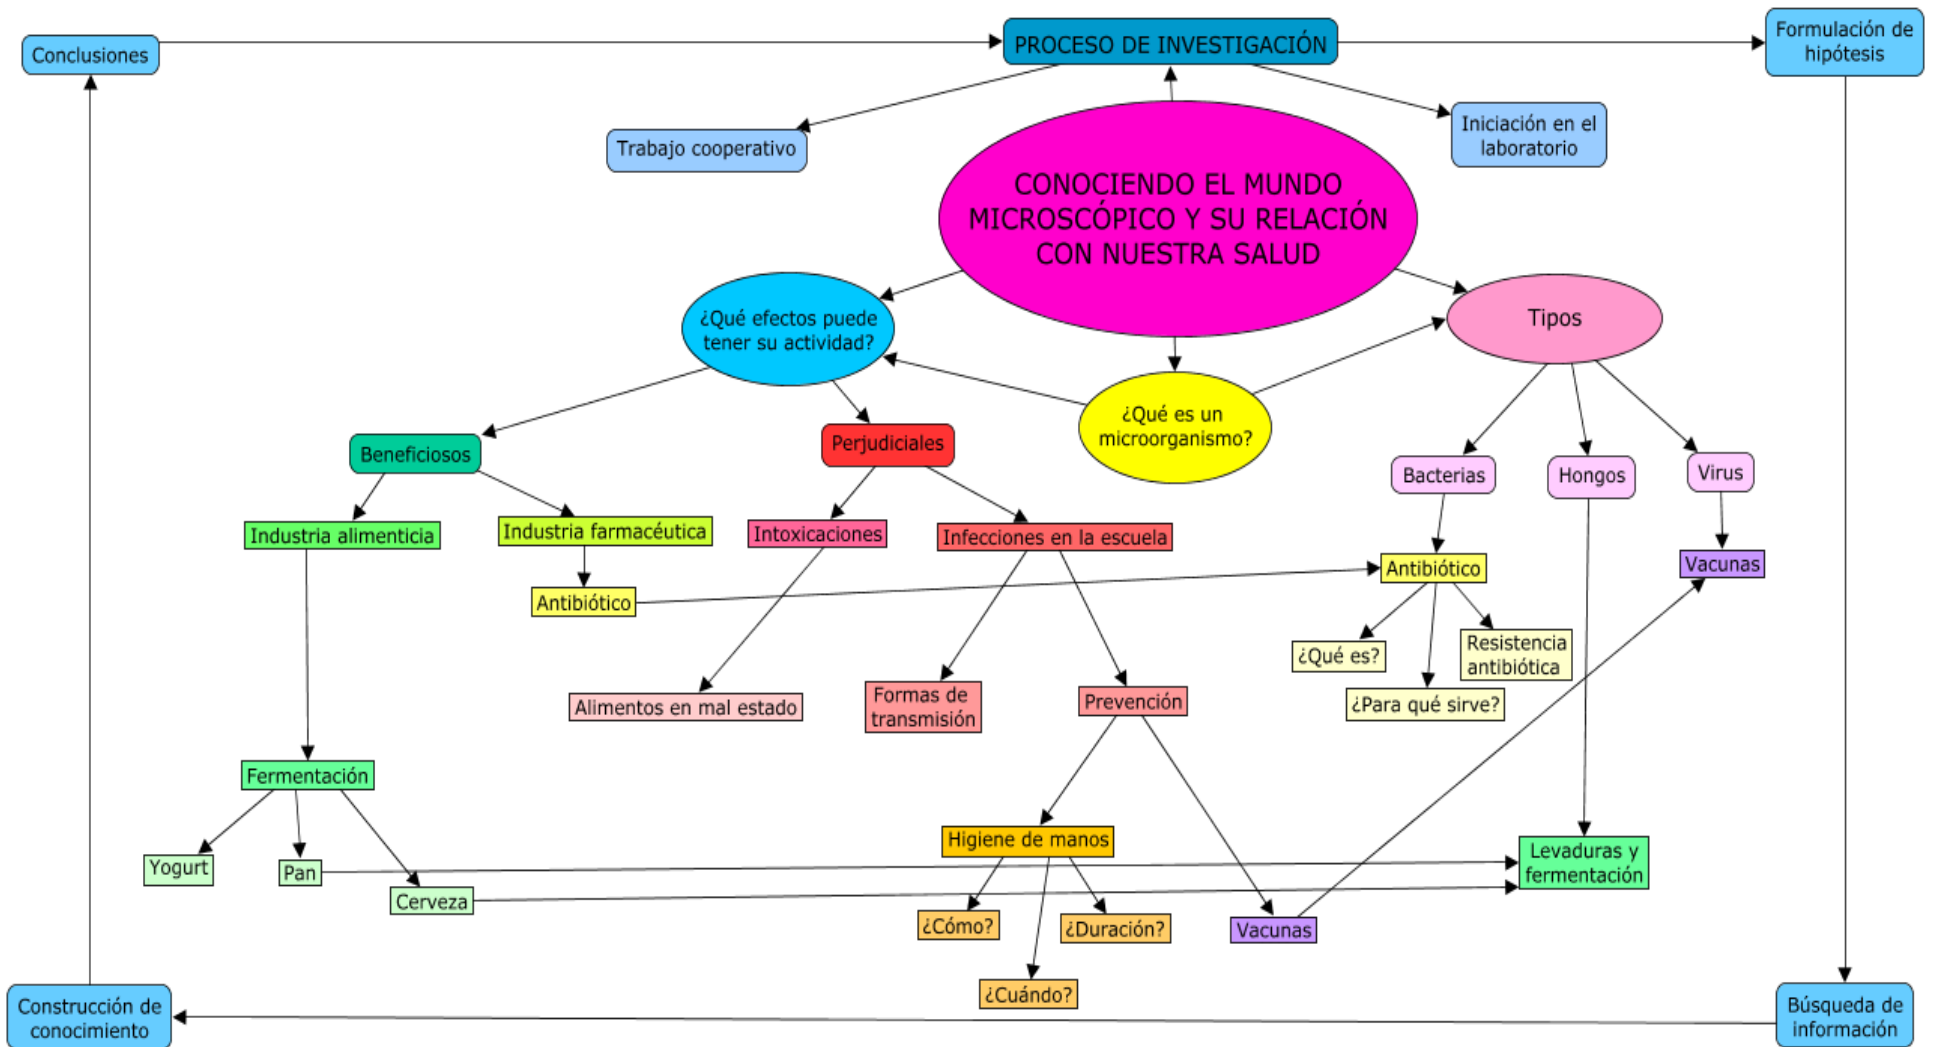 Conclusiones
PROCESO DE INVESTIGACIÓN
Formulación de
hipótesis
Trabajo cooperativo
Iniciación en el
laboratorio
CONOCIENDO EL MUNDO
MICROSCÓPICO Y SU RELACIÓN
CON NUESTRA SALUD
¿Qué efectos puede
tener su actividad?
Tipos
¿Qué es un
microorganismo?
Beneficiosos
Perjudiciales
Bacterias
Hongos
Virus
Industria alimenticia
Industria farmacéutica
Intoxicaciones
Infecciones en la escuela
Antibiótico
Vacunas
Antibiótico
¿Qué es?
Resistencia
antibiótica
¿Para qué sirve?
Alimentos en mal estado
Formas de
transmisión
Prevención
Fermentación
Higiene de manos
Levaduras y
fermentación
Yogurt
Pan
Cerveza
¿Cómo?
¿Duración?
Vacunas
¿Cuándo?
Construcción de
conocimiento
Búsqueda de
información